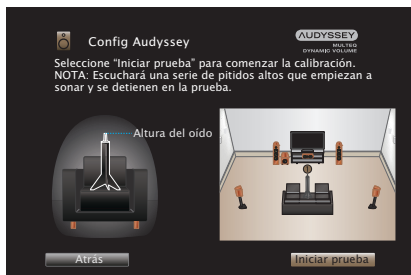 Config Audyssey
AUDYSSEY
MULTEQ
DYNAMIC VOLUME
Seleccione “Iniciar prueba” para comenzar la calibración.
NOTA: Escuchará una serie de pitidos altos que empiezan a
sonar y se detienen en la prueba.
Altura del oído
Atrás
Iniciar prueba